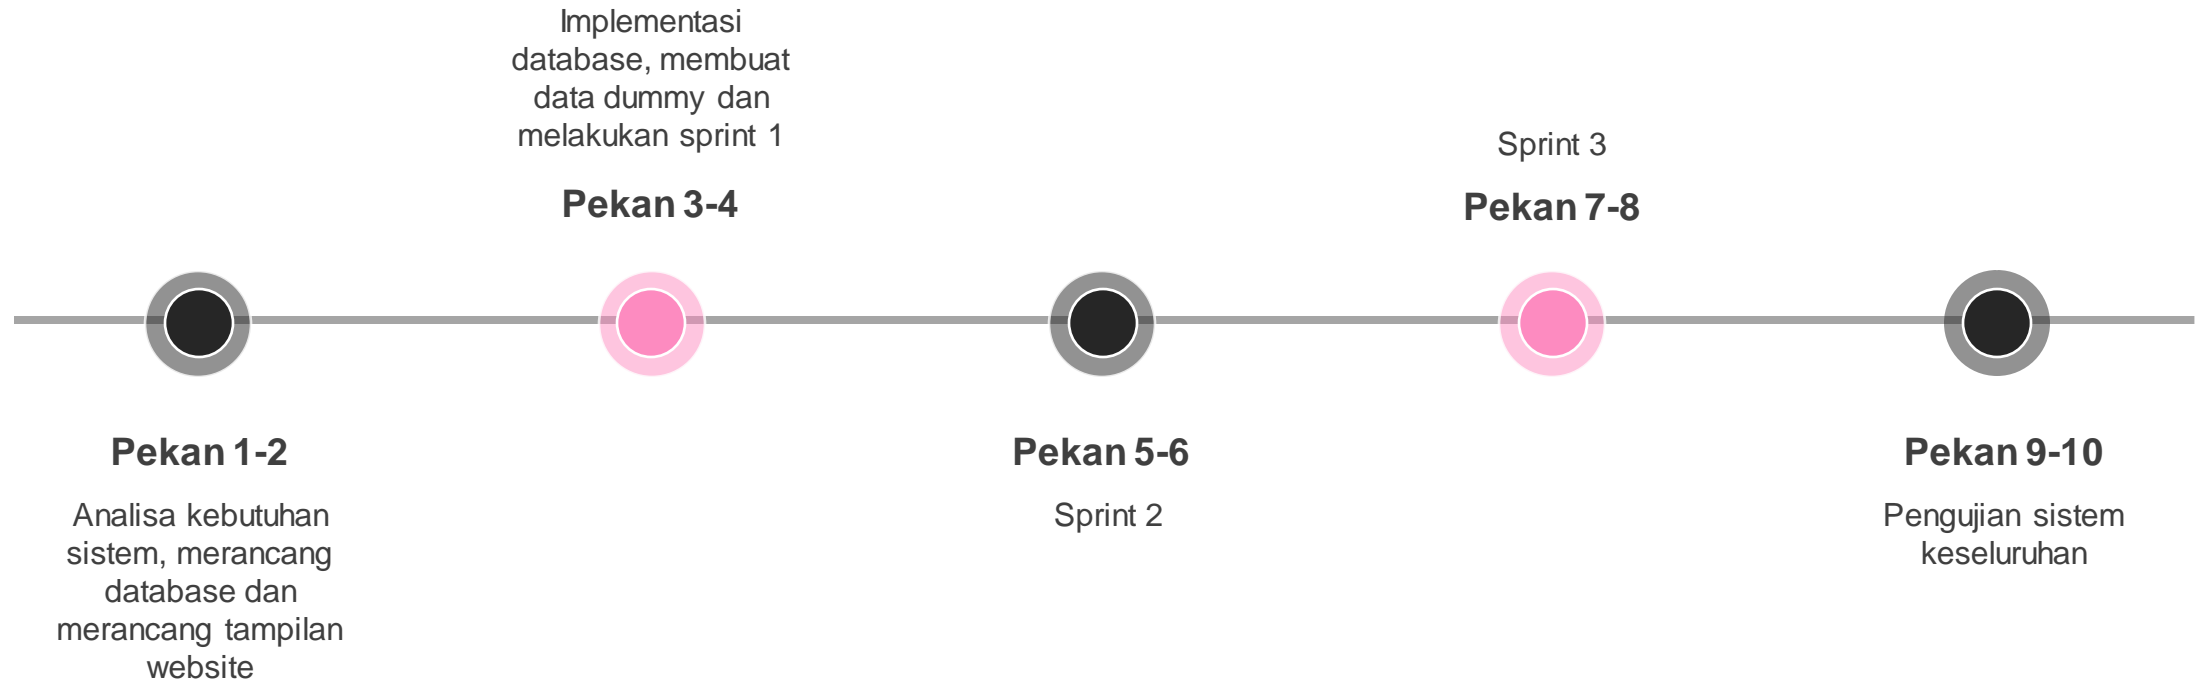 Implementasi
database, membuat
data dummy dan
melakukan sprint 1
Pekan 3-4
Sprint 3
Pekan 7-8
Pekan 1-2
Analisa kebutuhan
sistem, merancang
database dan
merancang tampilan
website
Pekan 5-6
Sprint 2
Pekan 9-10
Pengujian sistem
keseluruhan